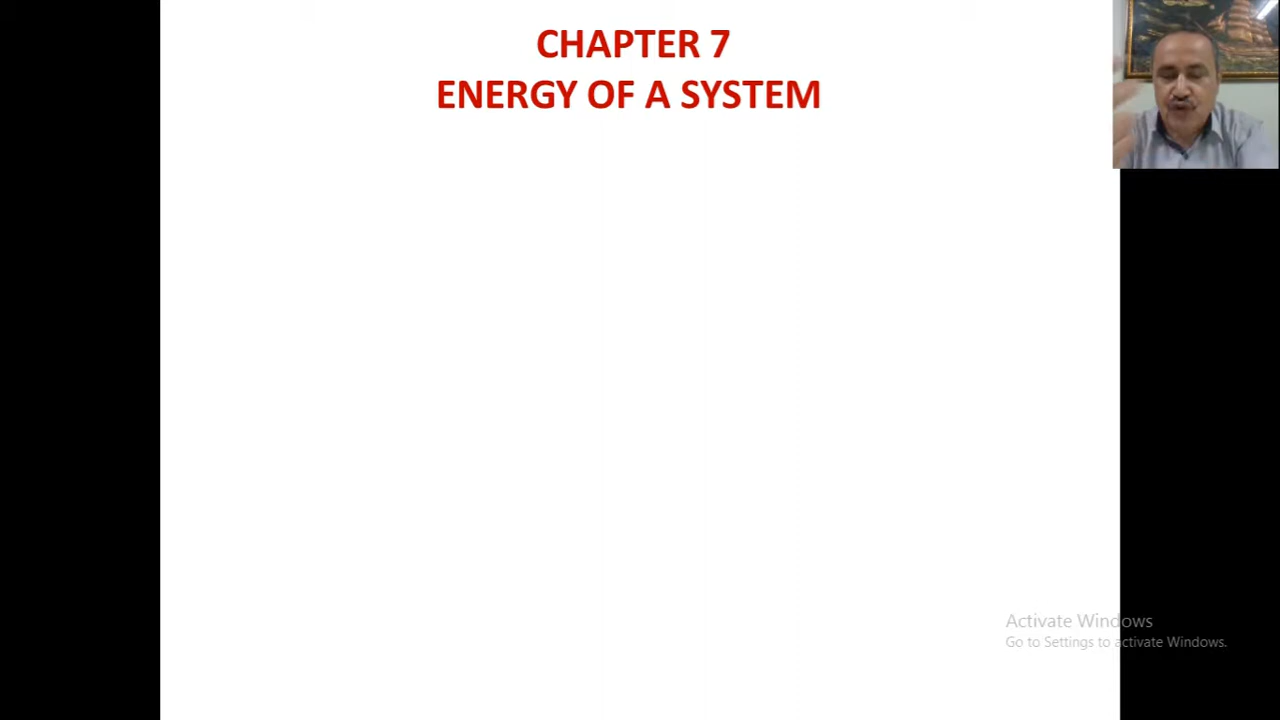 CHAPTER 7
ENERGY OF A SYSTEM
Activate Windows
Go to Settings to activate Windows.